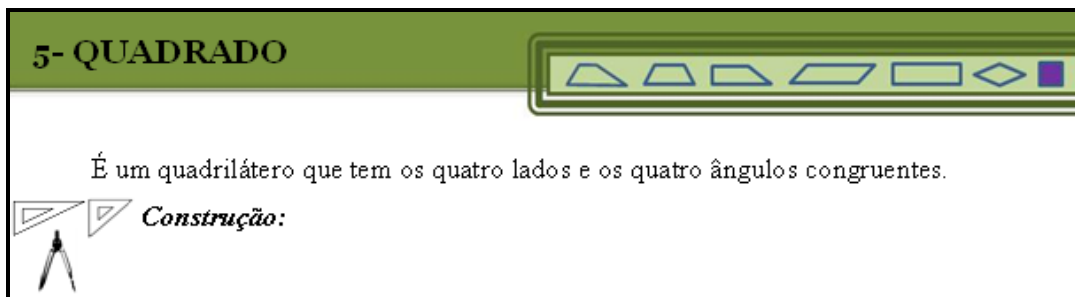 5- QUADRADO
É um quadrilátero que tem os quatro lados e os quatro ângulos congruentes.
Construção: